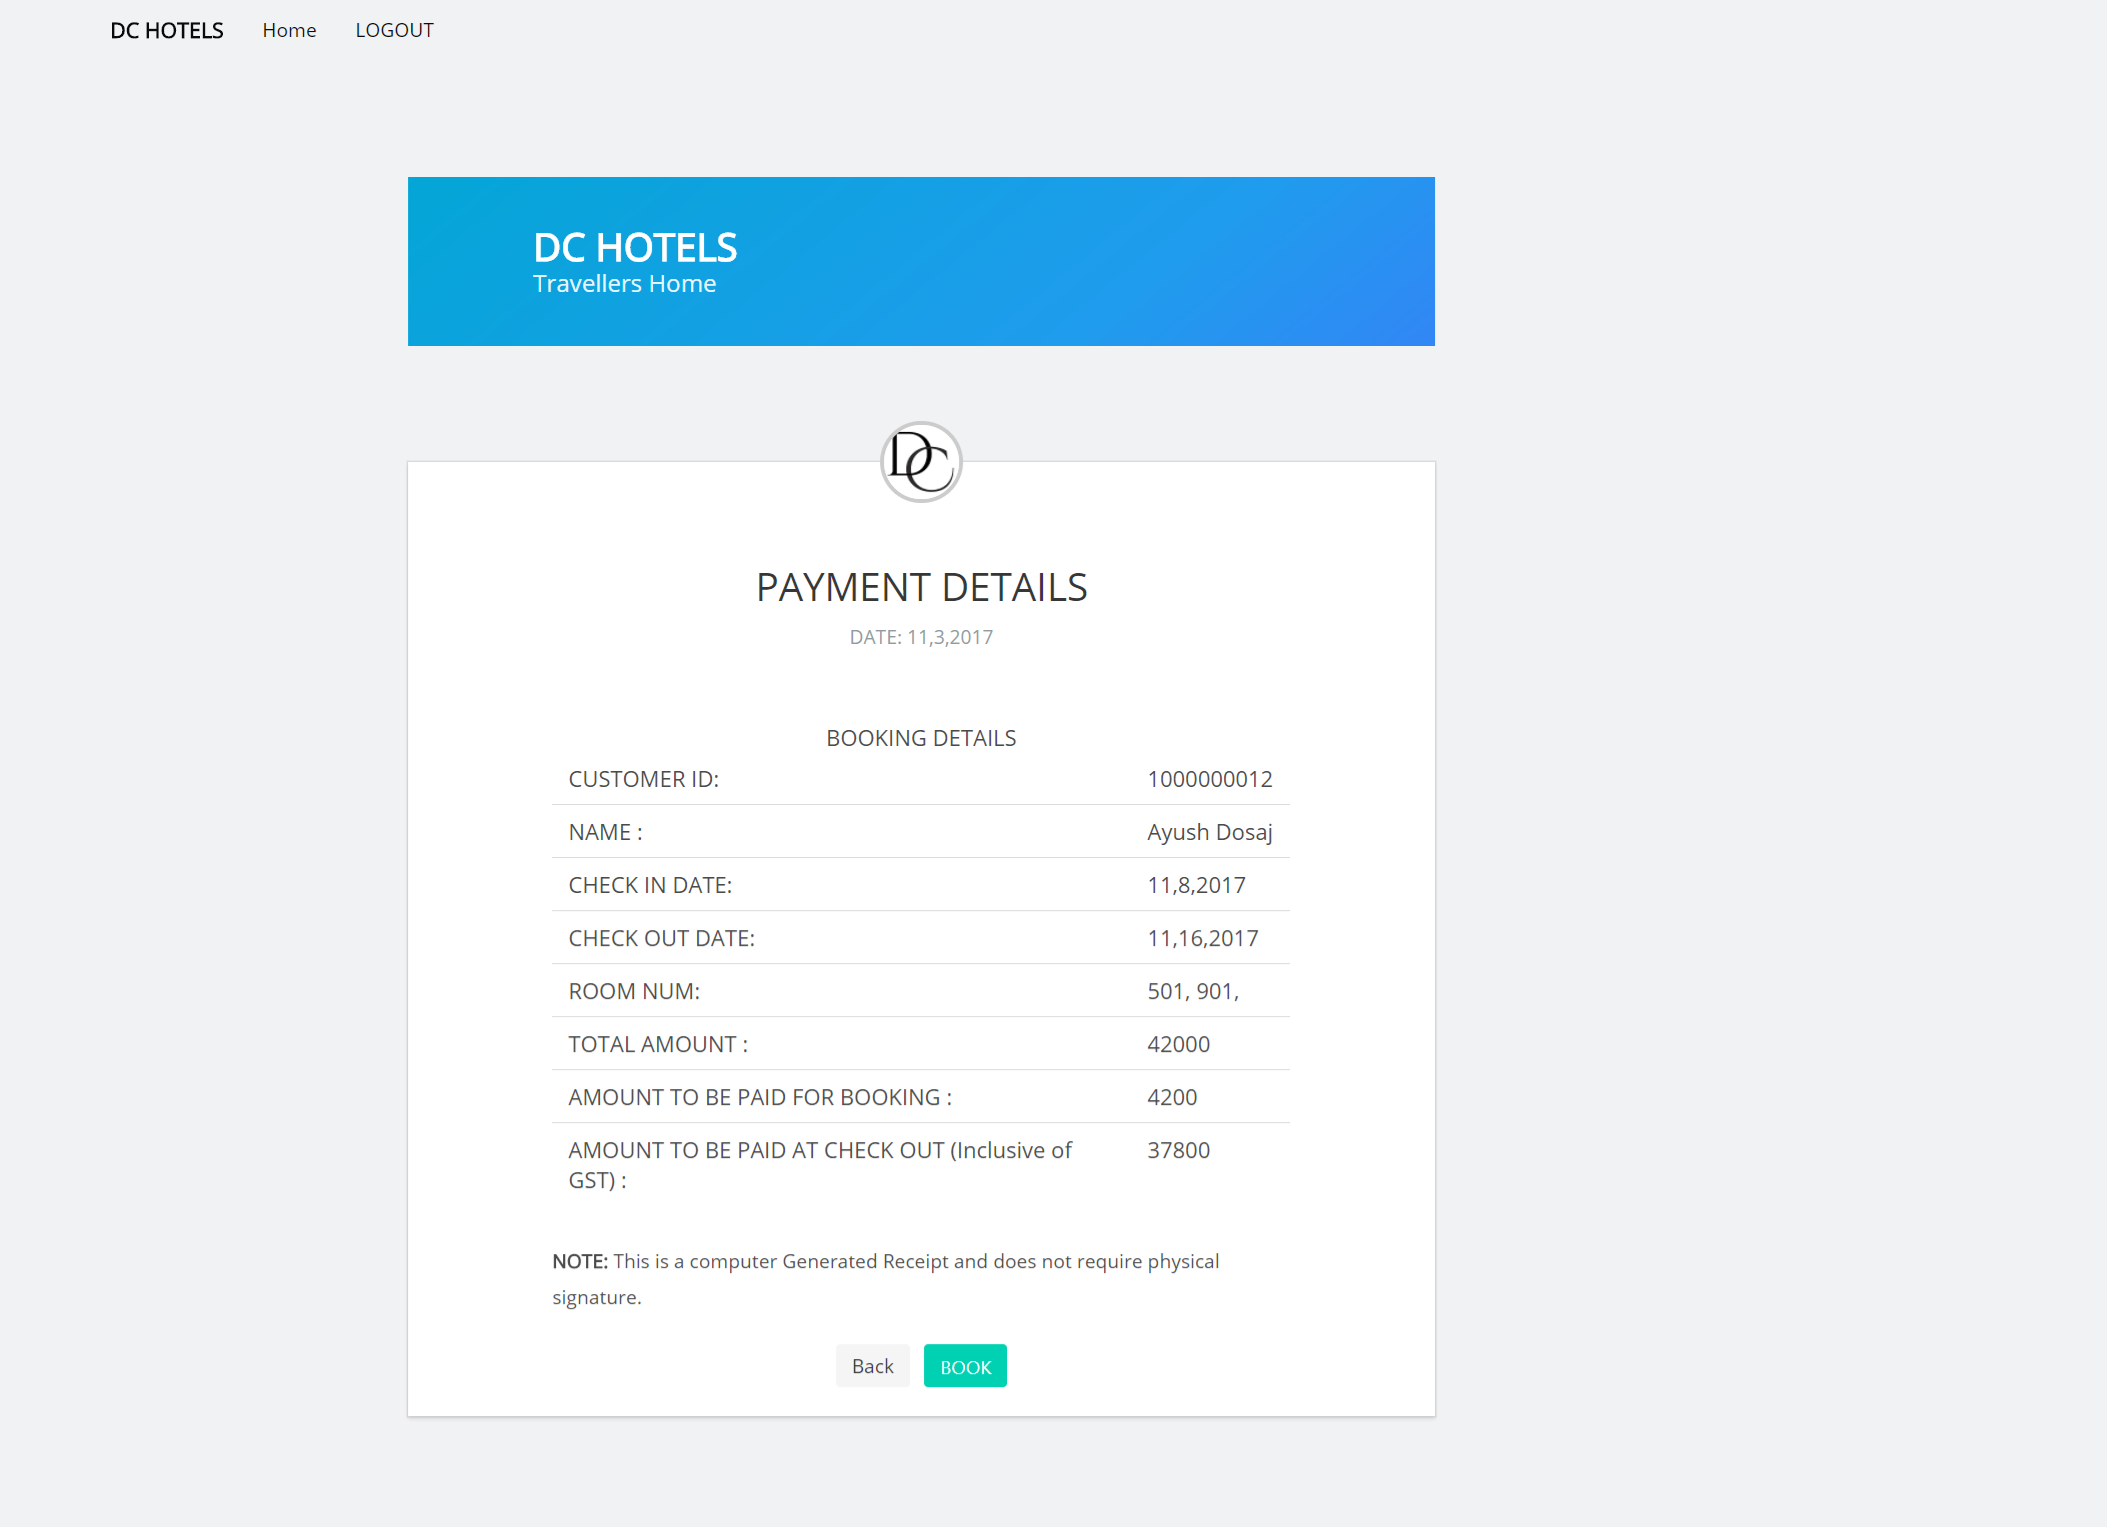 DC HOTELS Home LOGOUT
DC HOTELS
Travellers Home
DC
PAYMENT DETAILS
DATE: 11,3,2017
BOOKING DETAILS
CUSTOMER ID: 1000000012
NAME : Ayush Dosaj
CHECK IN DATE: 11,8,2017
CHECK OUT DATE: 11,16,2017
ROOM NUM: 501, 901,
TOTAL AMOUNT : 42000
AMOUNT TO BE PAID FOR BOOKING : 4200
AMOUNT TO BE PAID AT CHECK OUT (Inclusive of 37800
GST) :
NOTE: This is a computer Generated Receipt and does not require physical
signature.
Back BOOK